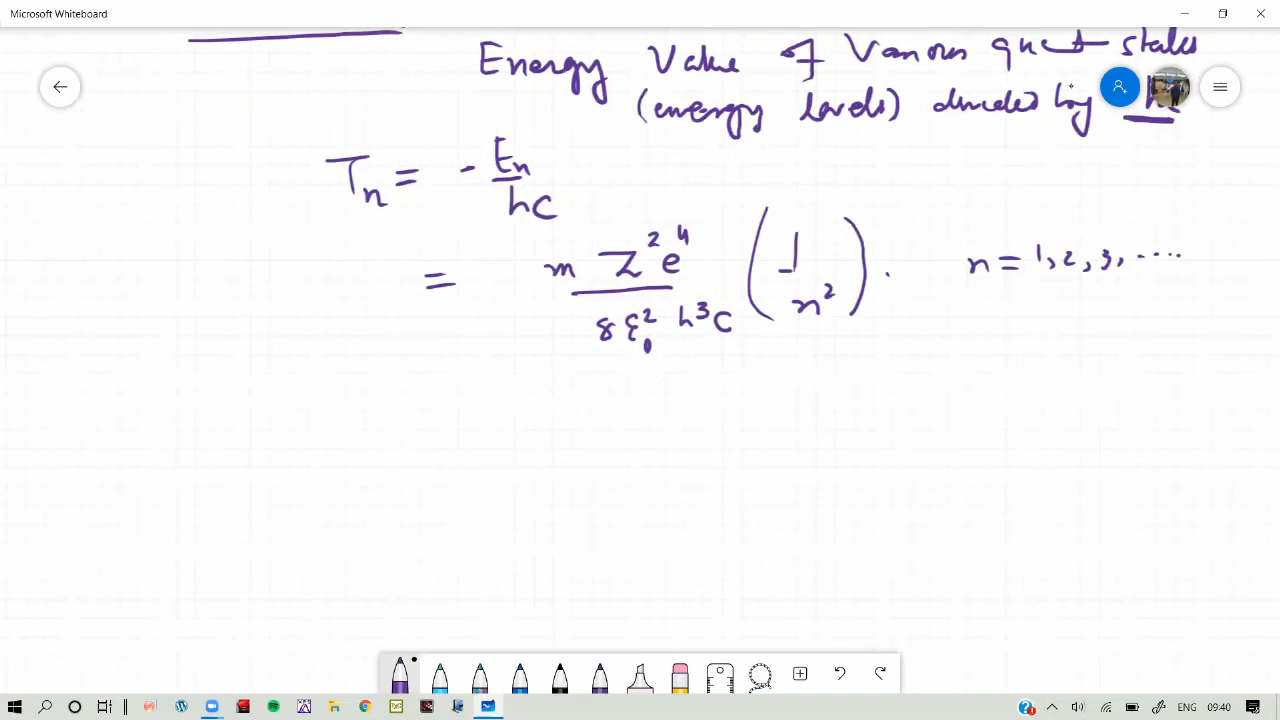 Microsoft Whiteboard
Energy Value of Various quant states
(energy levels) divided by
Tₙ = - Eₙ / hc
= m Z² e⁴ / 8 ε₀² h³ c ( 1 / n² ) . n = 1, 2, 3, ....
ENG 09:40